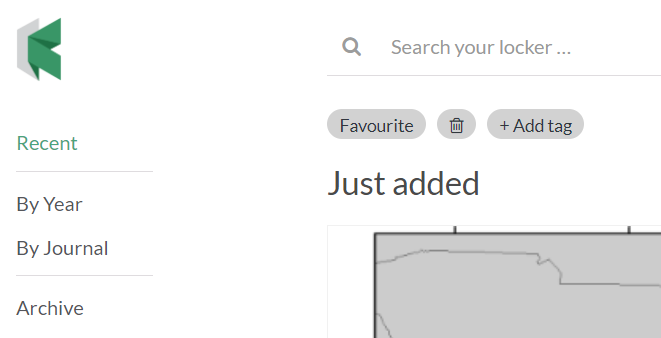 Search your locker ...
Favourite
+ Add tag
Recent
Just added
By Year
By Journal
Archive